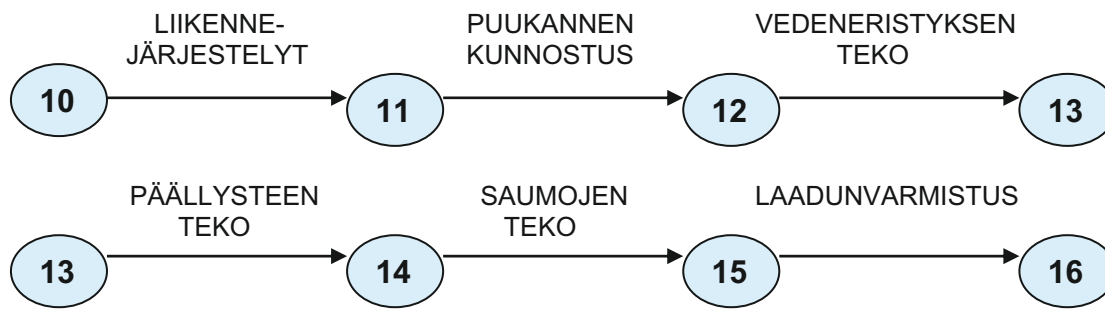 LIIKENNE-
JÄRJESTELYT
PUUKANNEN
KUNNOSTUS
VEDENERISTYKSEN
TEKO
10
11
12
13
PÄÄLLYSTEEN
TEKO
SAUMOJEN
TEKO
LAADUNVARMISTUS
13
14
15
16